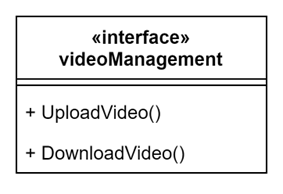 «interface»
videoManagement
+ UploadVideo()
+ DownloadVideo()